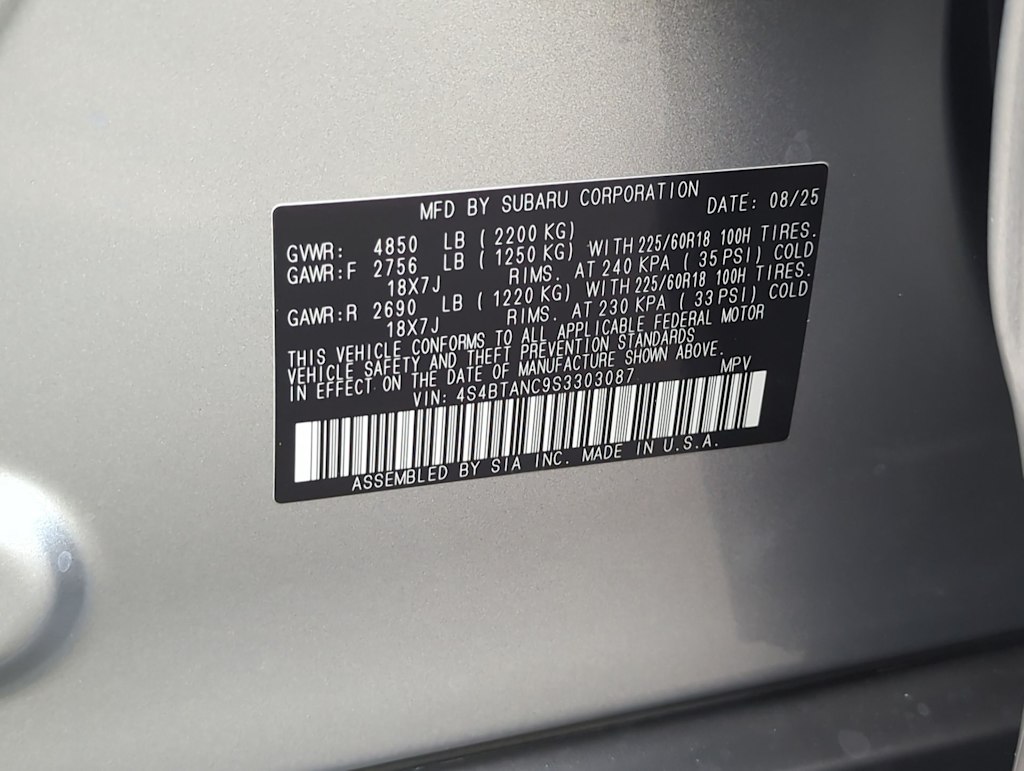 MFD BY SUBARU CORPORATION DATE: 08/25
GVWR: 4850 LB ( 2200 KG)
GAWR:F 2756 LB ( 1250 KG) WITH 225/60R18 100H TIRES.
18X7J RIMS. AT 240 KPA ( 35 PSI) COLD
GAWR:R 2690 LB ( 1220 KG) WITH 225/60R18 100H TIRES.
18X7J RIMS. AT 230 KPA ( 33 PSI) COLD
THIS VEHICLE CONFORMS TO ALL APPLICABLE FEDERAL MOTOR
VEHICLE SAFETY AND THEFT PREVENTION STANDARDS
IN EFFECT ON THE DATE OF MANUFACTURE SHOWN ABOVE.
VIN: 4S4BTANC9S3303087 MPV
ASSEMBLED BY SIA INC. MADE IN U.S.A.